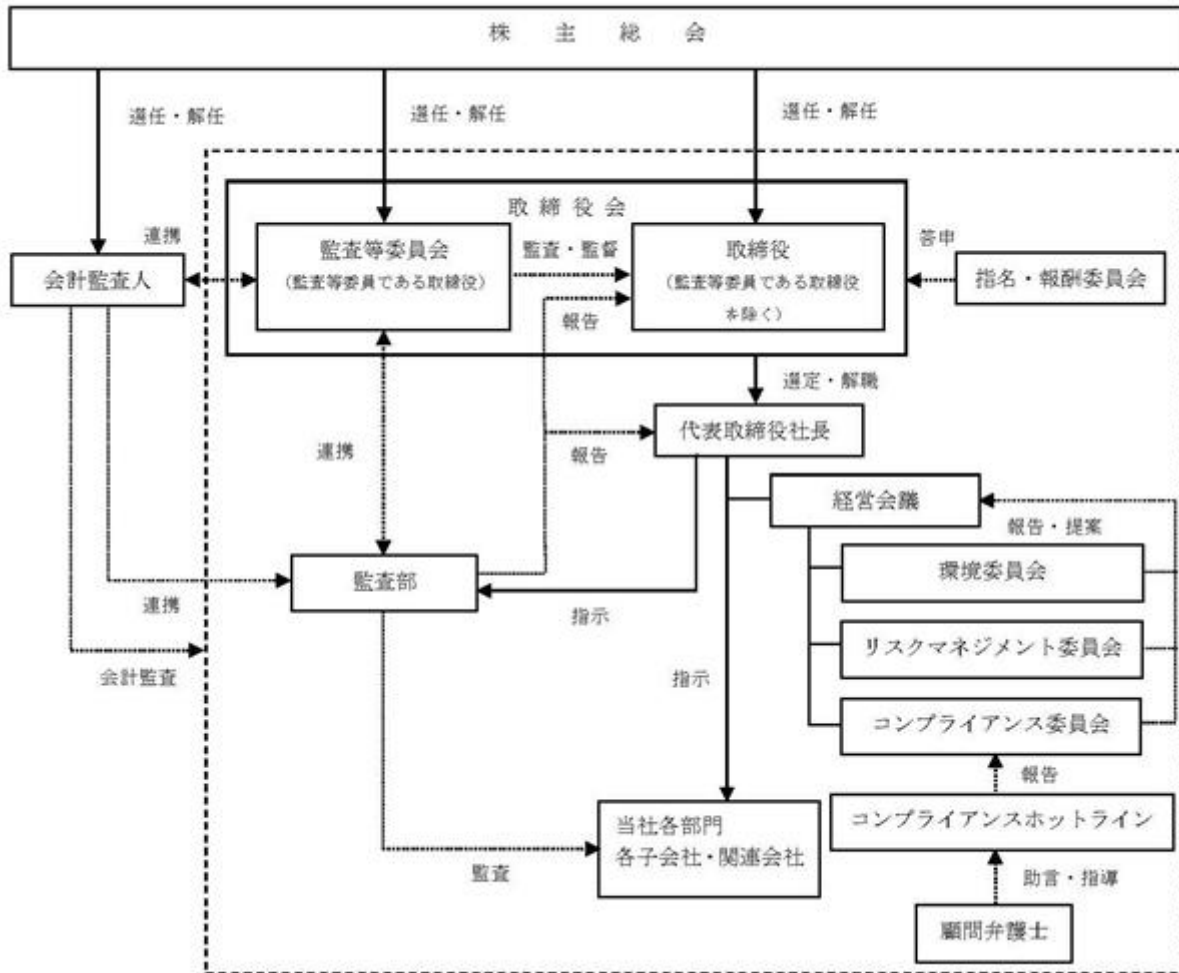 株主総会
選任・解任
選任・解任
選任・解任
取締役会
連携
監査等委員会
(監査等委員である取締役)
監査・監督
取締役
(監査等委員である取締役
を除く)
答申
会計監査人
指名・報酬委員会
報告
選定・解職
代表取締役社長
連携
報告
経営会議
報告・提案
環境委員会
監査部
連携
指示
リスクマネジメント委員会
会計監査
指示
コンプライアンス委員会
報告
当社各部門
各子会社・関連会社
コンプライアンスホットライン
監査
助言・指導
顧問弁護士